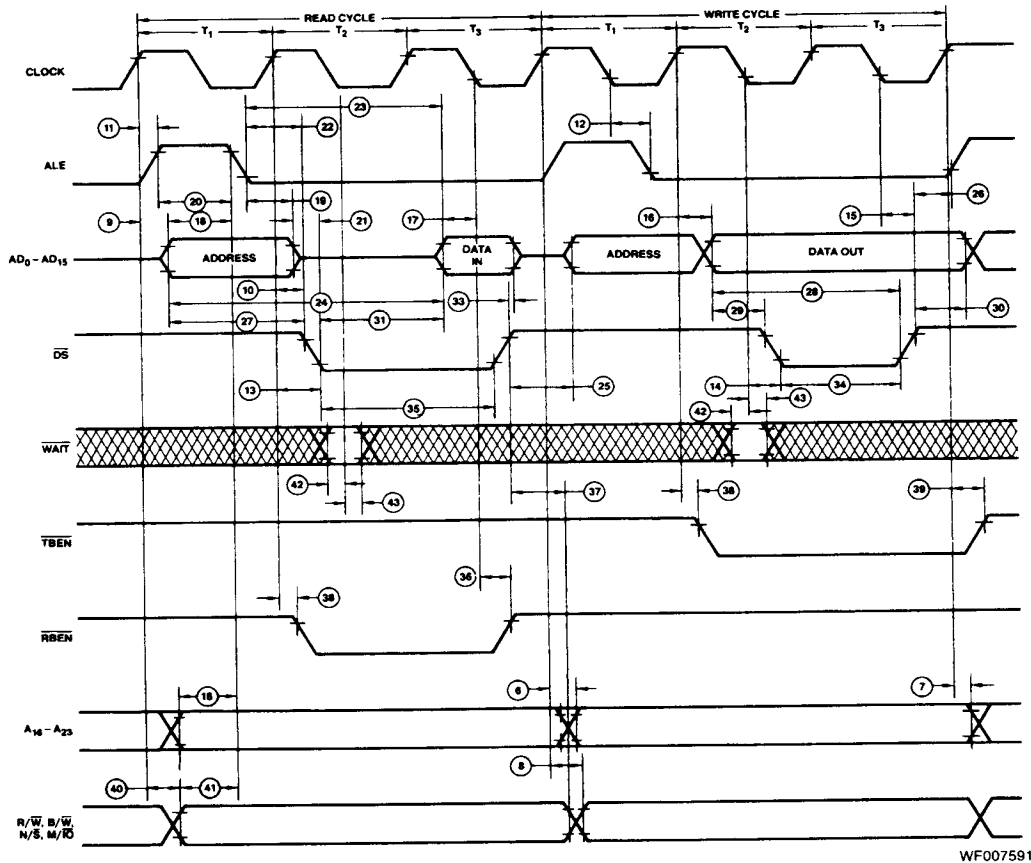 READ CYCLE WRITE CYCLE
T1 T2 T3 T1 T2 T3
CLOCK
23
11 22 12
ALE
20 19 26
9 18 21 17 16 15
AD0 – AD15 ADDRESS DATA IN ADDRESS DATA OUT
10 24 33 28
27 31 29 30
DS
13 25 14 34
35 42 43
WAIT
42 43 37 38 39
TBEN
36
38
RBEN
18 6 7
A16 – A23
8
40 41
R/W, B/W,
N/S, M/IO
WF007591